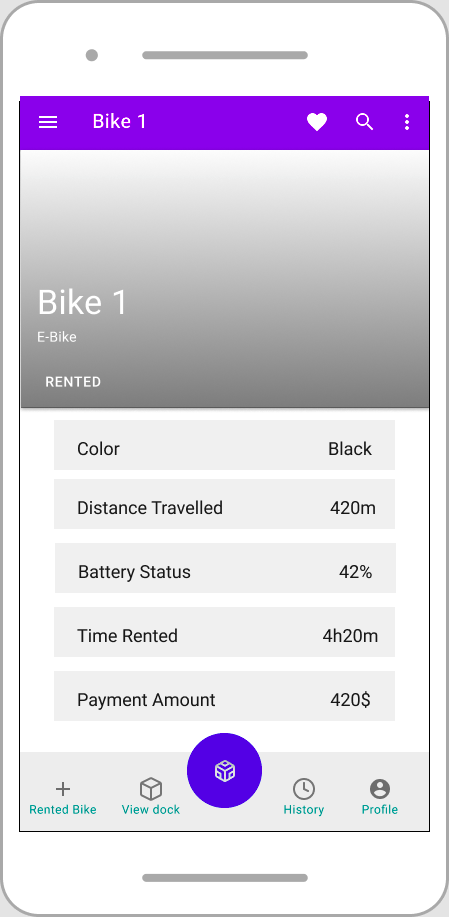 Bike 1
Bike 1
E-Bike
RENTED
Color Black
Distance Travelled 420m
Battery Status 42%
Time Rented 4h20m
Payment Amount 420$
Rented Bike View dock History Profile